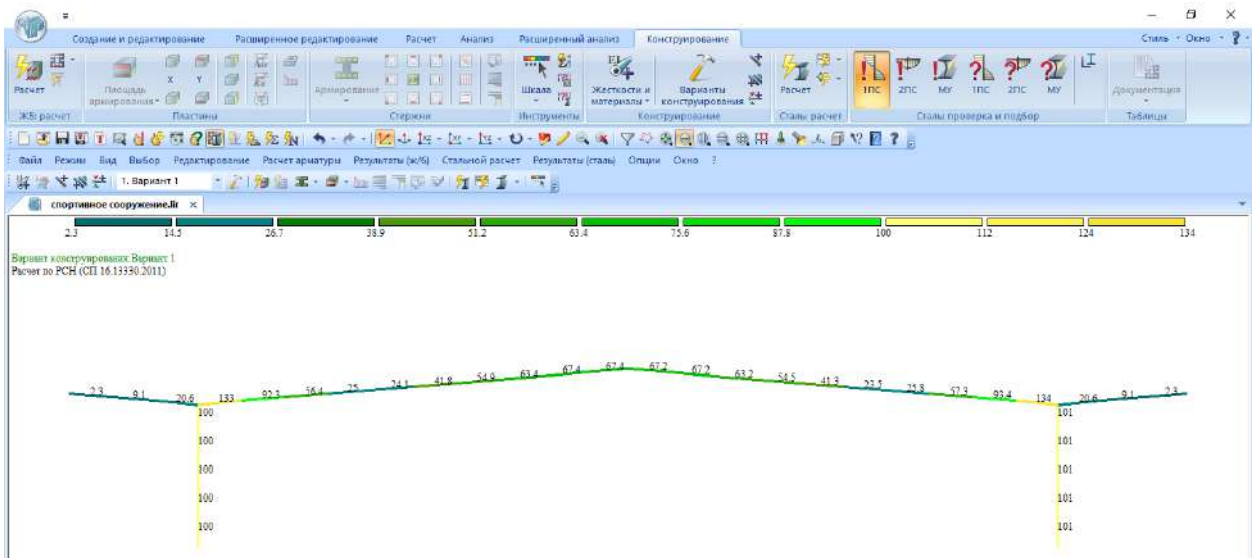 Создание и редактирование Расширенное редактирование Расчет Анализ Расширенный анализ Конструирование Стиль Окно ?
Расчет Площадь армирования X Y Армирование Шкала Жесткости и материалы Варианты конструирования Расчет 1ПС 2ПС МУ 1ПС 2ПС МУ Документация
ЖБ: расчет Пластины Стержни Инструменты Конструирование Сталь: расчет Сталь: проверка и подбор Таблицы
Файл Режим Вид Выбор Редактирование Расчет арматуры Результаты (ж/б) Стальной расчет Результаты (сталь) Опции Окно ?
1. Вариант 1
спортивное сооружение.lir ×
2.3 14.5 26.7 38.9 51.2 63.4 75.6 87.8 100 112 124 134
Вариант конструирования:Вариант 1
Расчет по РСН (СП 16.13330.2011)
2.3 9.1 20.6 133 92.3 56.4 25 24.1 41.8 54.9 63.4 67.4 67.4 67.2 67.2 63.2 54.5 41.3 23.5 25.8 57.3 93.4 134 20.6 9.1 2.3
100 101
100 101
100 101
100 101
100 101